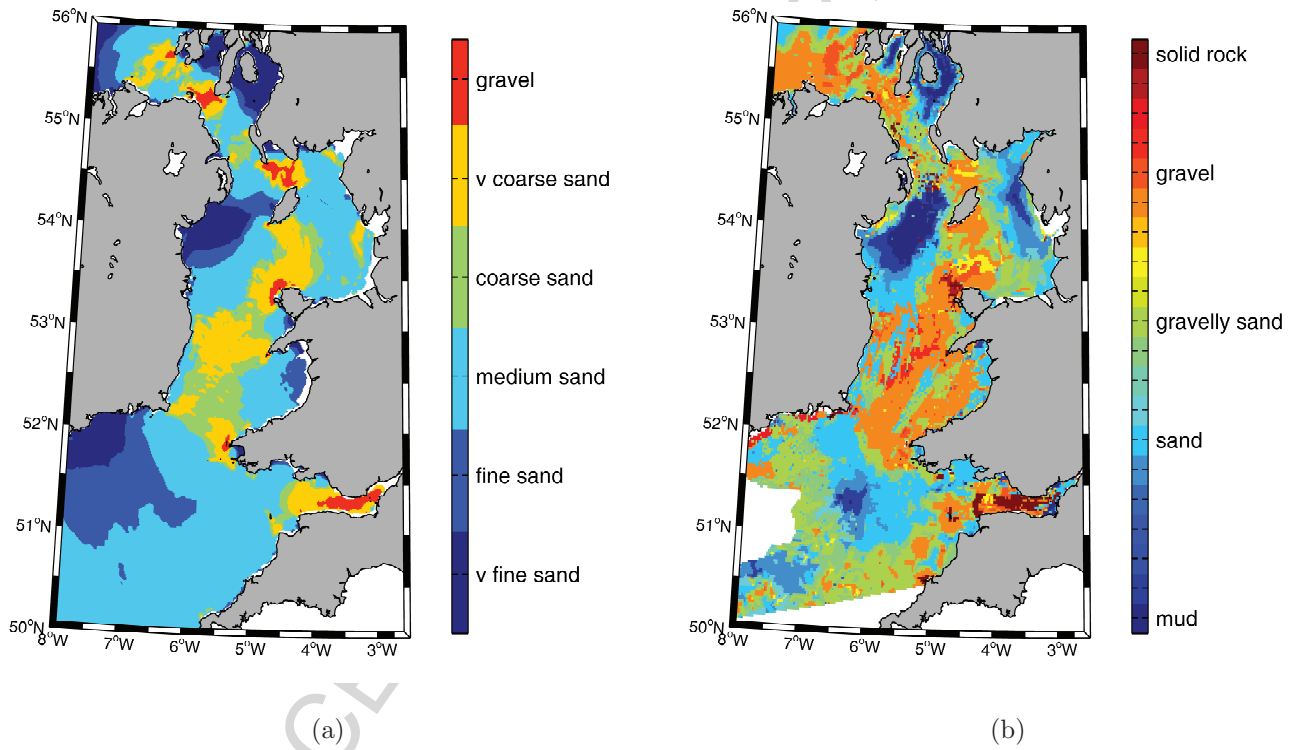 56°N
55°N
54°N
53°N
52°N
51°N
50°N
8°W 7°W 6°W 5°W 4°W 3°W
gravel
v coarse sand
coarse sand
medium sand
fine sand
v fine sand
(a)
56°N
55°N
54°N
53°N
52°N
51°N
50°N
8°W 7°W 6°W 5°W 4°W 3°W
solid rock
gravel
gravelly sand
sand
mud
(b)